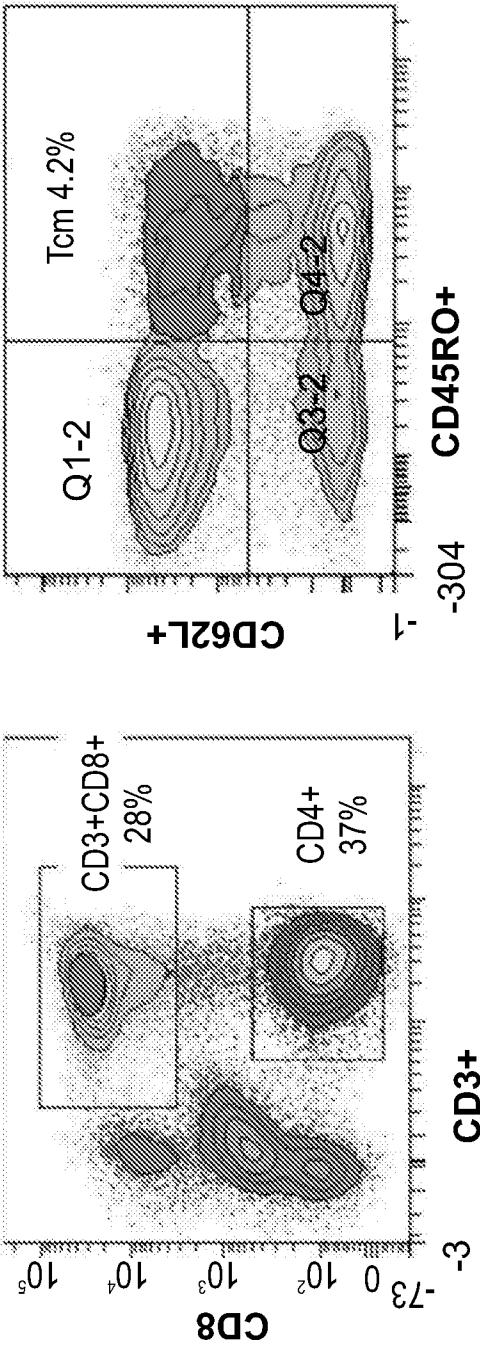 CD3+CD8+
28%
CD4+
37%
10⁵
10⁴
10³
10²
0
-73
-3
CD8
CD3+
Q1-2
Tcm 4.2%
Q3-2
Q4-2
-1
-304
CD62L+
CD45RO+